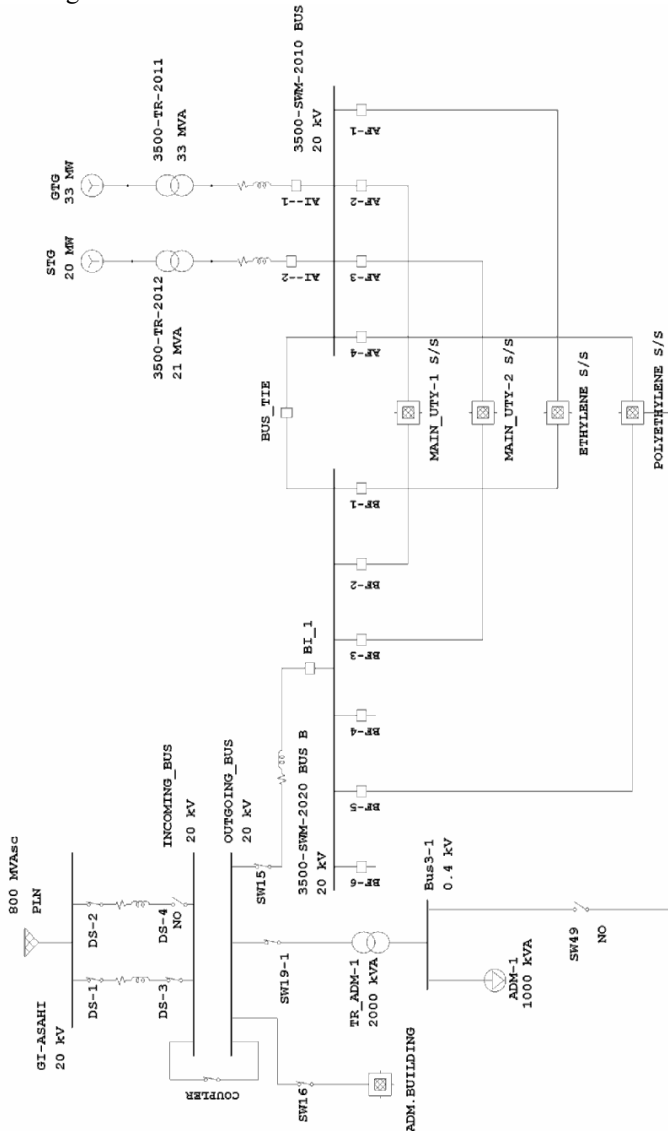 800 MVAsc
PLN
GI-ASAHI
20 kV
DS-1
DS-2
DS-3
DS-4
NO
INCOMING_BUS
20 kV
COUPLER
OUTGOING_BUS
20 kV
SW16
ADM.BUILDING
SW19-1
TR_ADM-1
2000 kVA
Bus3-1
0.4 kV
ADM-1
1000 kVA
SW49
NO
SW15
BI_1
3500-SWM-2020 BUS B
20 kV
BF-6
BF-5
BF-4
BF-3
BF-2
BF-1
BUS_TIE
STG
20 MW
3500-TR-2012
21 MVA
AI--2
GTG
33 MW
3500-TR-2011
33 MVA
AI--1
3500-SWM-2010 BUS
20 kV
AF-4
AF-3
AF-2
AF-1
MAIN_UTY-1 S/S
MAIN_UTY-2 S/S
ETHYLENE S/S
POLYETHYLENE S/S